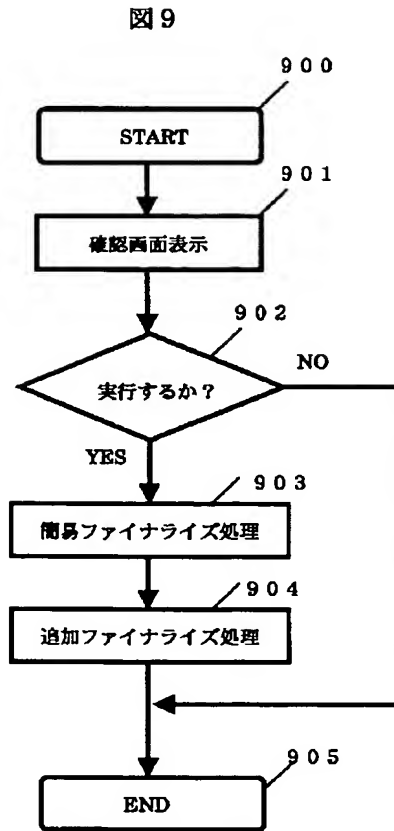 図9
900
START
901
確認画面表示
902
実行するか?
NO
YES
903
簡易ファイナライズ処理
904
追加ファイナライズ処理
905
END